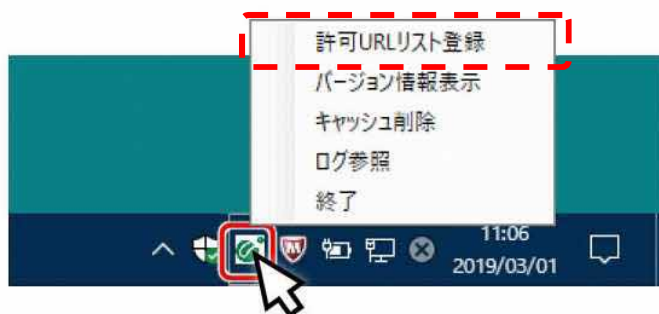 許可URLリスト登録
バージョン情報表示
キャッシュ削除
ログ参照
終了
11:06
2019/03/01